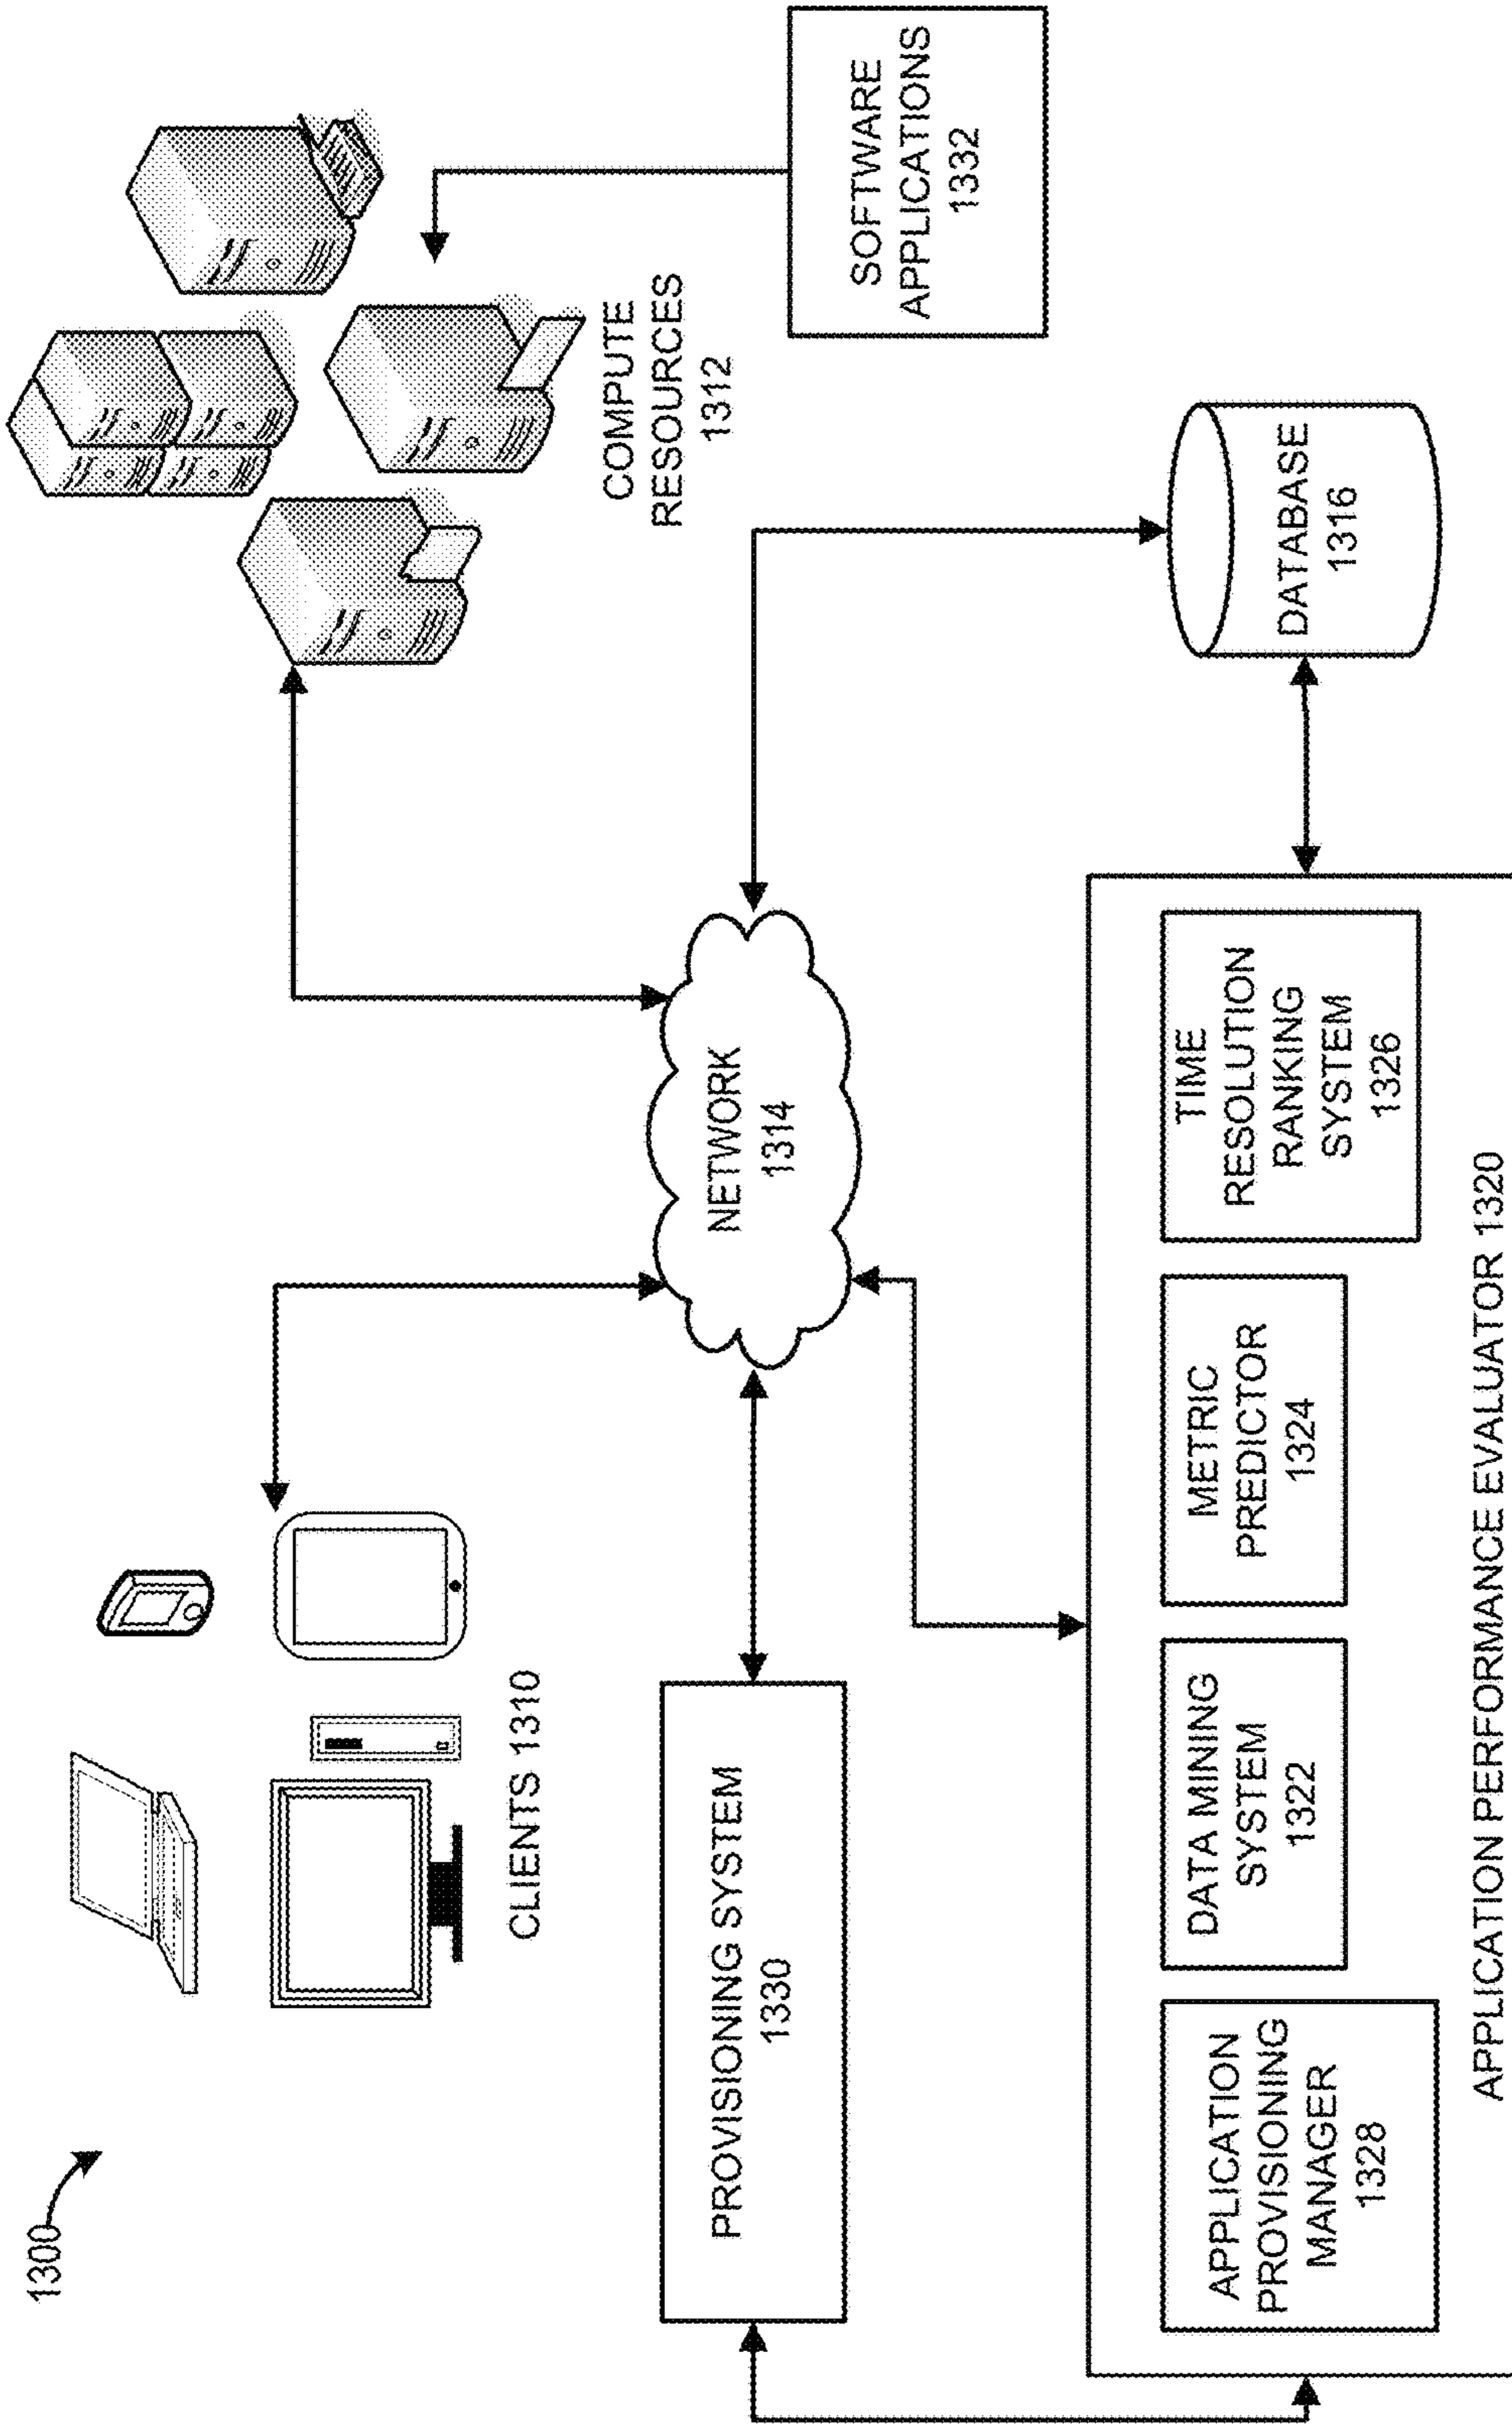 1300
CLIENTS 1310
COMPUTE
RESOURCES
1312
PROVISIONING SYSTEM
1330
NETWORK
1314
SOFTWARE
APPLICATIONS
1332
APPLICATION
PROVISIONING
MANAGER
1328
DATA MINING
SYSTEM
1322
METRIC
PREDICTOR
1324
TIME
RESOLUTION
RANKING
SYSTEM
1326
DATABASE
1316
APPLICATION PERFORMANCE EVALUATOR 1320